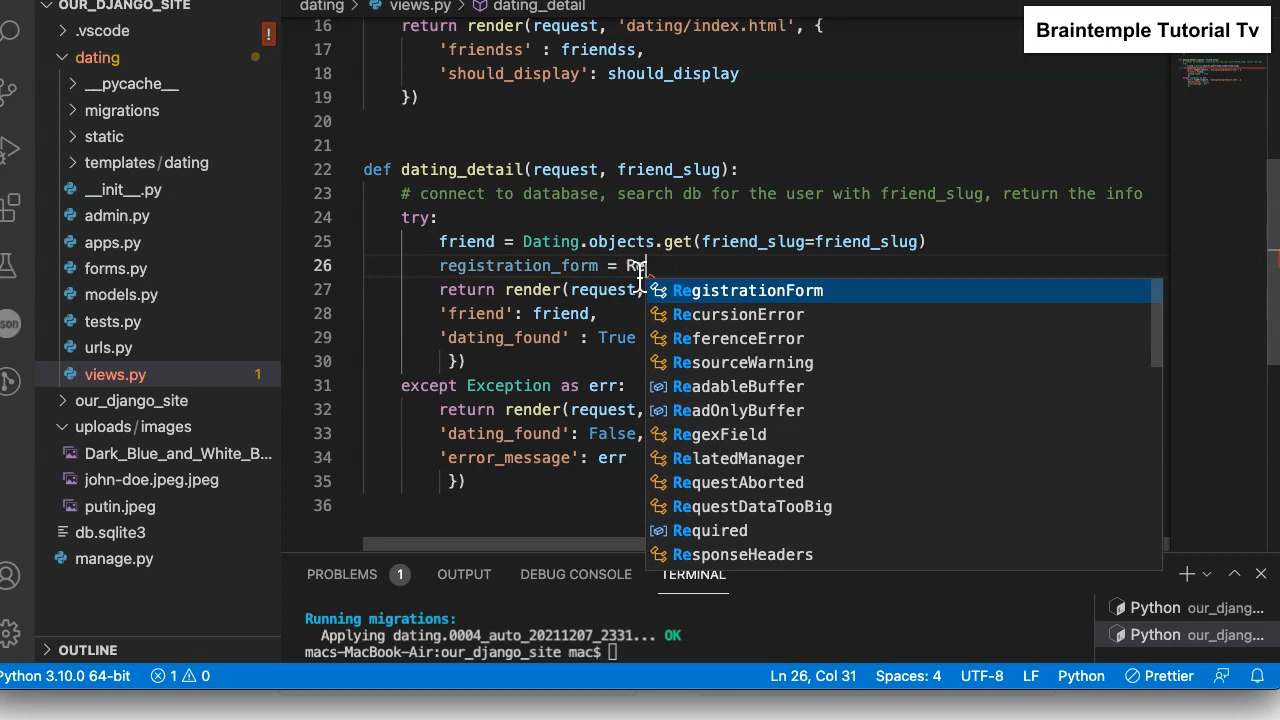 OUR_DJANGO_SITE
.vscode
!
dating
__pycache__
migrations
static
templates/dating
__init__.py
admin.py
apps.py
forms.py
models.py
tests.py
urls.py
views.py 1
our_django_site
uploads/images
Dark_Blue_and_White_B...
john-doe.jpeg.jpeg
putin.jpeg
db.sqlite3
manage.py
OUTLINE
dating > views.py > dating_detail
Braintemple Tutorial Tv
16 return render(request, 'dating/index.html', {
17 'friendss' : friendss,
18 'should_display': should_display
19 })
20
21
22 def dating_detail(request, friend_slug):
23 # connect to database, search db for the user with friend_slug, return the info
24 try:
25 friend = Dating.objects.get(friend_slug=friend_slug)
26 registration_form = Re
27 return render(request,
28 'friend': friend,
29 'dating_found' : True
30 })
31 except Exception as err:
32 return render(request,
33 'dating_found': False,
34 'error_message': err
35 })
36
RegistrationForm
RecursionError
ReferenceError
ResourceWarning
ReadableBuffer
ReadOnlyBuffer
RegexField
RelatedManager
RequestAborted
RequestDataTooBig
Required
ResponseHeaders
PROBLEMS 1 OUTPUT DEBUG CONSOLE TERMINAL
Running migrations:
Applying dating.0004_auto_20211207_2331... OK
macs-MacBook-Air:our_django_site mac$
Python our_djang...
Python our_djang...
Python 3.10.0 64-bit 1 0 Ln 26, Col 31 Spaces: 4 UTF-8 LF Python Prettier